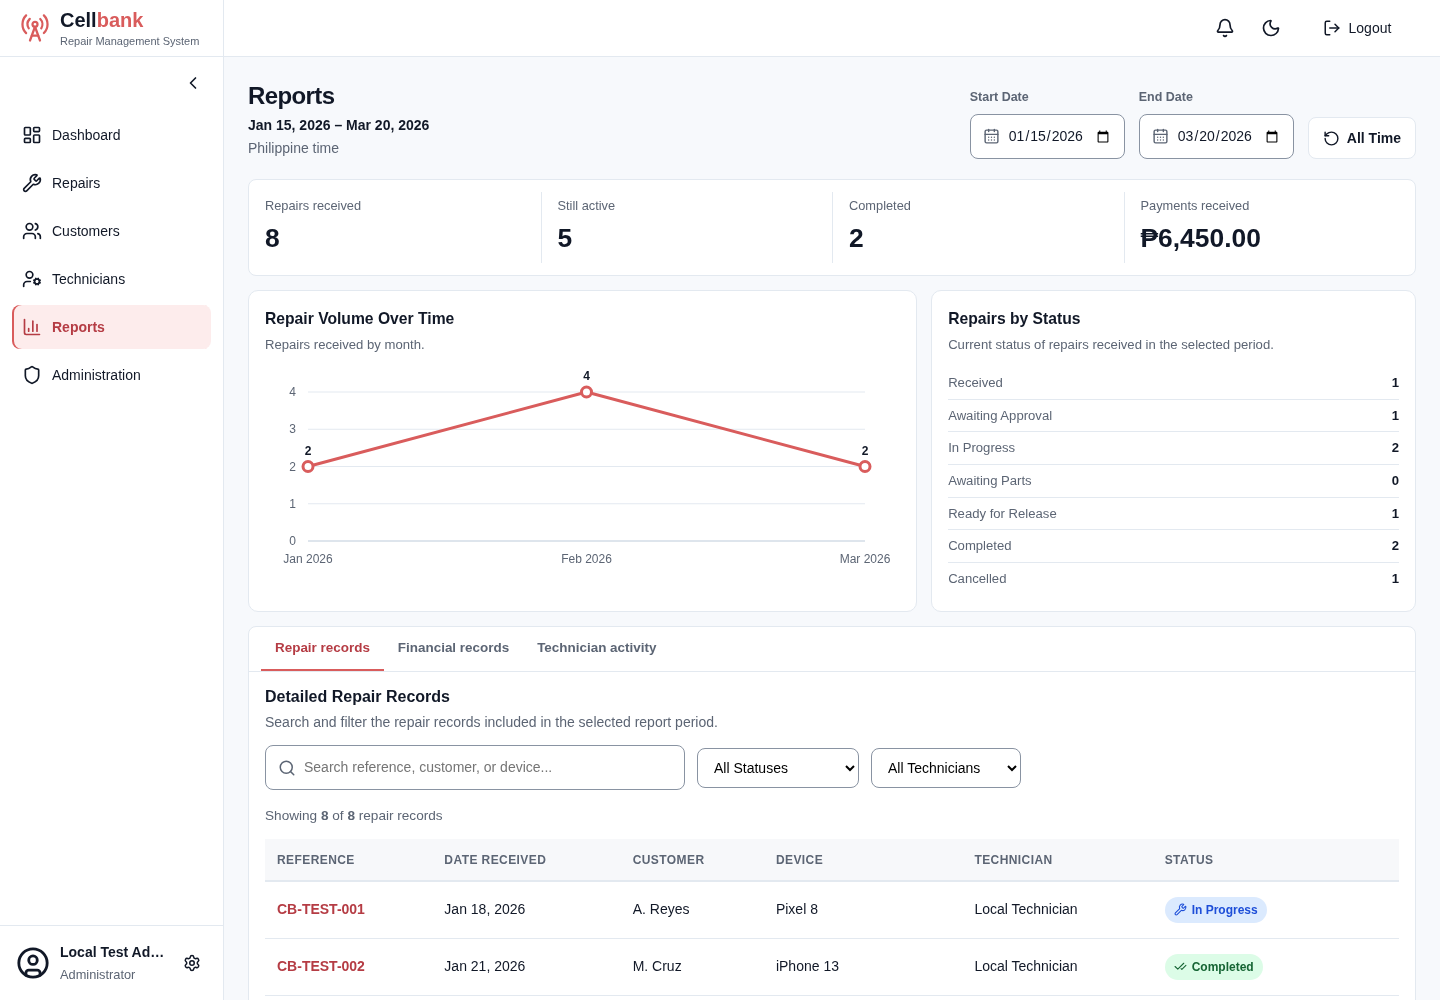 Cellbank
Repair Management System
Logout
Dashboard
Repairs
Customers
Technicians
Reports
Administration
Local Test Ad…
Administrator
Reports
Jan 15, 2026 – Mar 20, 2026
Philippine time
Start Date
01/15/2026
End Date
03/20/2026
All Time
Repairs received
8
Still active
5
Completed
2
Payments received
₱6,450.00
Repair Volume Over Time
Repairs received by month.
4
3
2
1
0
2
4
2
Jan 2026
Feb 2026
Mar 2026
Repairs by Status
Current status of repairs received in the selected period.
Received 1
Awaiting Approval 1
In Progress 2
Awaiting Parts 0
Ready for Release 1
Completed 2
Cancelled 1
Repair records Financial records Technician activity
Detailed Repair Records
Search and filter the repair records included in the selected report period.
Search reference, customer, or device... All Statuses All Technicians
Showing 8 of 8 repair records
REFERENCE DATE RECEIVED CUSTOMER DEVICE TECHNICIAN STATUS
CB-TEST-001 Jan 18, 2026 A. Reyes Pixel 8 Local Technician In Progress
CB-TEST-002 Jan 21, 2026 M. Cruz iPhone 13 Local Technician Completed